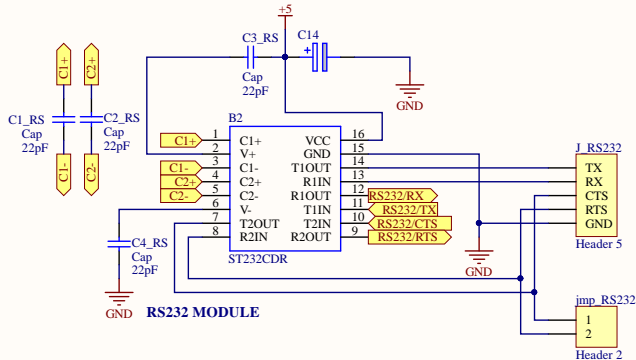 +5
C3_RS
C14
Cap
22pF
GND
C1+
C2+
C1_RS
Cap
22pF
C2_RS
Cap
22pF
C1-
C2-
B2
C1+
C1-
C2+
C2-
1 C1+ VCC 16
2 V+ GND 15
3 C1- T1OUT 14
4 C2+ R1IN 13
5 C2- R1OUT 12
6 V- T1IN 11
7 T2OUT T2IN 10
8 R2IN R2OUT 9
ST232CDR
RS232/RX
RS232/TX
RS232/CTS
RS232/RTS
J_RS232
TX
RX
CTS
RTS
GND
Header 5
GND
C4_RS
Cap
22pF
GND
RS232 MODULE
jmp_RS232
1
2
Header 2